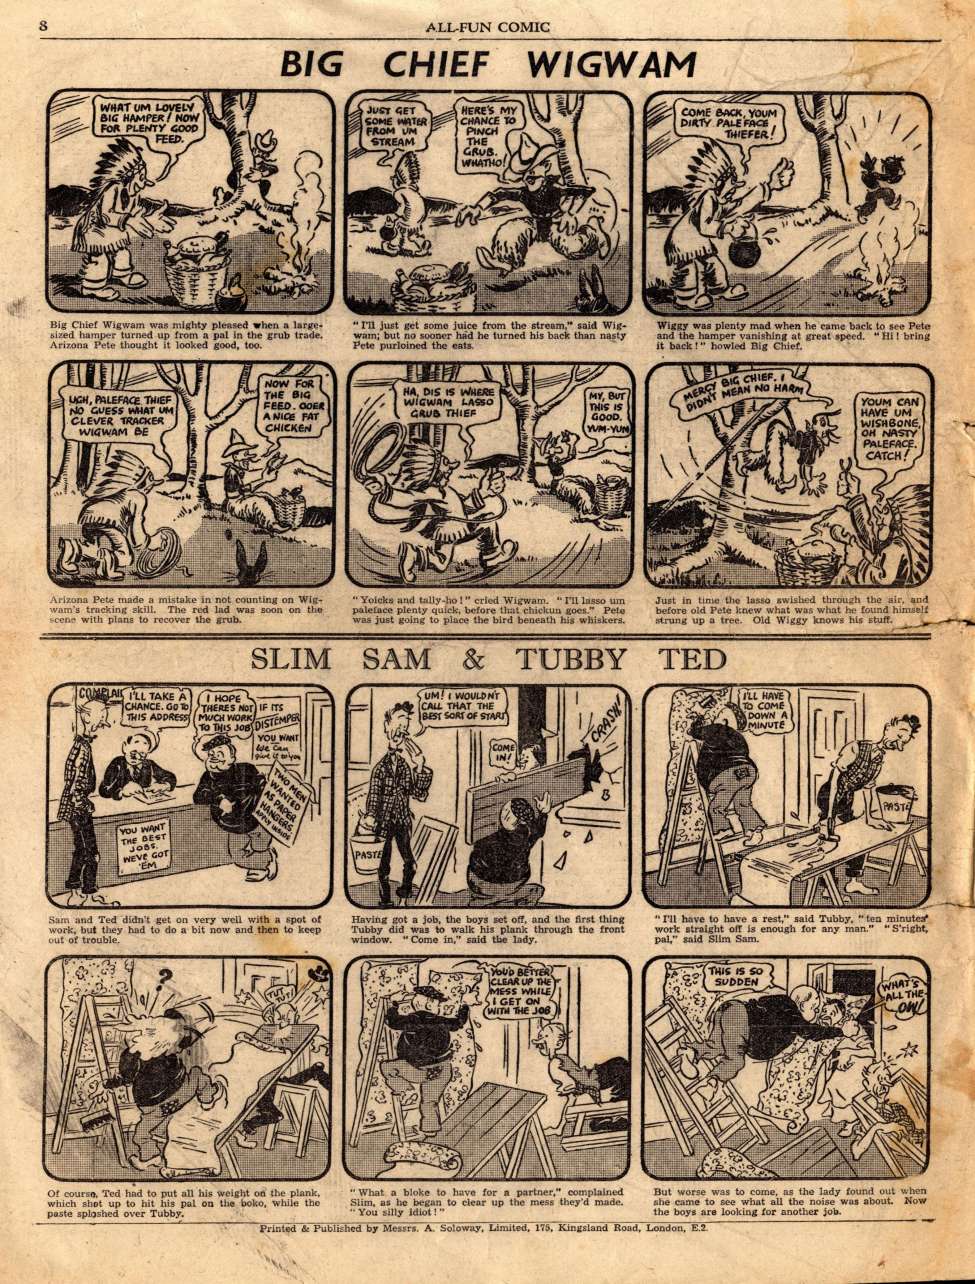 8
ALL-FUN COMIC
BIG CHIEF WIGWAM
WHAT UM LOVELY
BIG HAMPER! NOW
FOR PLENTY GOOD
FEED.
JUST GET
SOME WATER
FROM UM
STREAM
HERE'S MY
CHANCE TO
PINCH
THE
GRUB.
WHATHO!
COME BACK, YOUM
DIRTY PALEFACE
THIEFER!
Big Chief Wigwam was mighty pleased when a large-
sized hamper turned up from a pal in the grub trade.
Arizona Pete thought it looked good, too.
"I'll just get some juice from the stream," said Wig-
wam; but no sooner had he turned his back than nasty
Pete purloined the eats.
Wiggy was plenty mad when he came back to see Pete
and the hamper vanishing at great speed. "Hi! bring
it back!" howled Big Chief.
UGH, PALEFACE THIEF
NO GUESS WHAT UM
CLEVER TRACKER
WIGWAM BE
NOW FOR
THE BIG
FEED. OOER
A NICE FAT
CHICKEN
HA, DIS IS WHERE
WIGWAM LASSO
GRUB THIEF
MY, BUT
THIS IS
GOOD.
YUM-YUN
MERCY BIG CHIEF. I
DIDN'T MEAN NO HARM
YOUM CAN
HAVE UM
WISHBONE,
OH NASTY
PALEFACE.
CATCH!
Arizona Pete made a mistake in not counting on Wig-
wam's tracking skill. The red lad was soon on the
scene with plans to recover the grub.
"Yoicks and tally-ho!" cried Wigwam. "I'll lasso um
paleface plenty quick, before that chickun goes." Pete
was just going to place the bird beneath his whiskers.
Just in time the lasso swished through the air, and
before old Pete knew what was what he found himself
strung up a tree. Old Wiggy knows his stuff.
SLIM SAM & TUBBY TED
COMPLAI
I'LL TAKE A
CHANCE. GO TO
THIS ADDRESS
I HOPE
THERE'S NOT
MUCH WORK
TO THIS JOB
IF ITS
DISTEMPER
YOU WANT
We Can
give it to you
TWO MEN
WANTED
AS PAPER
HANGERS
APPLY INSIDE
YOU WANT
THE BEST
JOBS.
WE'VE GOT
'EM
UM! I WOULDN'T
CALL THAT THE
BEST SORT OF START
COME
IN!
CRASH!
PASTE
I'LL HAVE
TO COME
DOWN A
MINUTE
PASTE
Sam and Ted didn't get on very well with a spot of
work, but they had to do a bit now and then to keep
out of trouble.
Having got a job, the boys set off, and the first thing
Tubby did was to walk his plank through the front
window. "Come in," said the lady.
"I'll have to have a rest," said Tubby, "ten minutes'
work straight off is enough for any man." "S'right,
pal," said Slim Sam.
?
TUT
TUT!
YOU'D BETTER
CLEAR UP THE
MESS WHILE
I GET ON
WITH THE JOB
THIS IS SO
SUDDEN
WHAT'S
ALL THE
OW!
Of course, Ted had to put all his weight on the plank,
which shot up to hit his pal on the boko, while the
paste splashed over Tubby.
"What a bloke to have for a partner," complained
Slim, as he began to clear up the mess they'd made.
"You silly idiot!"
But worse was to come, as the lady found out when
she came to see what all the noise was about. Now
the boys are looking for another job.
Printed & Published by Messrs. A. Soloway, Limited, 175, Kingsland Road, London, E.2.